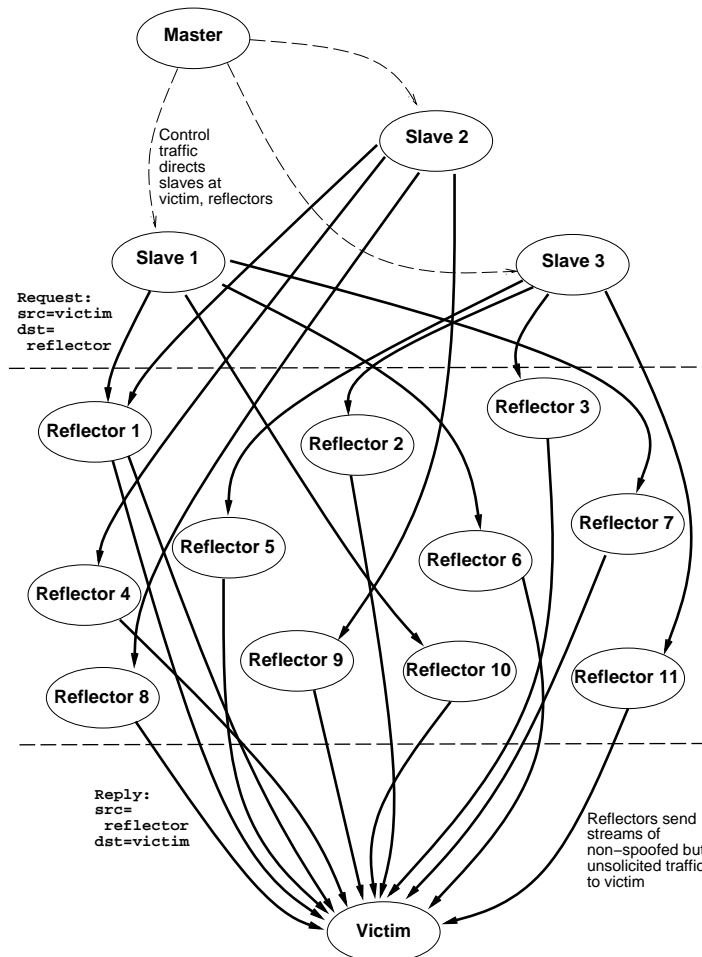 Master
Slave 2
Control
traffic
directs
slaves at
victim, reflectors
Slave 1
Slave 3
Request:
src=victim
dst=
reflector
Reflector 3
Reflector 1
Reflector 2
Reflector 7
Reflector 5
Reflector 6
Reflector 4
Reflector 9
Reflector 10
Reflector 11
Reflector 8
Reply:
src=
reflector
dst=victim
Reflectors send
streams of
non−spoofed but
unsolicited traffic
to victim
Victim